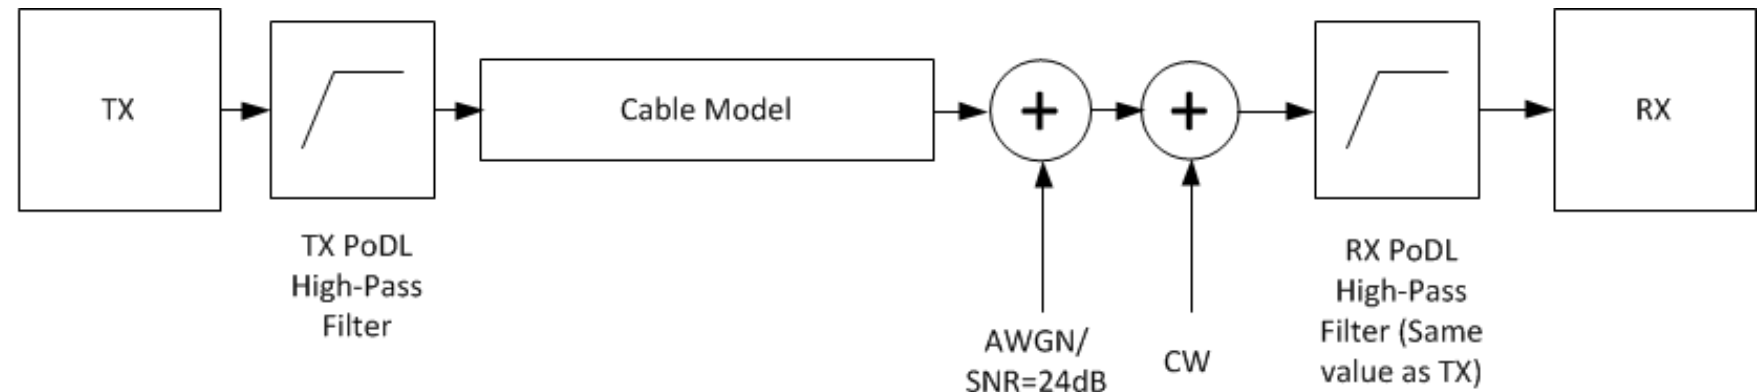 TX
Cable Model
+
+
RX
TX PoDL
High-Pass
Filter
AWGN/
SNR=24dB
CW
RX PoDL
High-Pass
Filter (Same
value as TX)